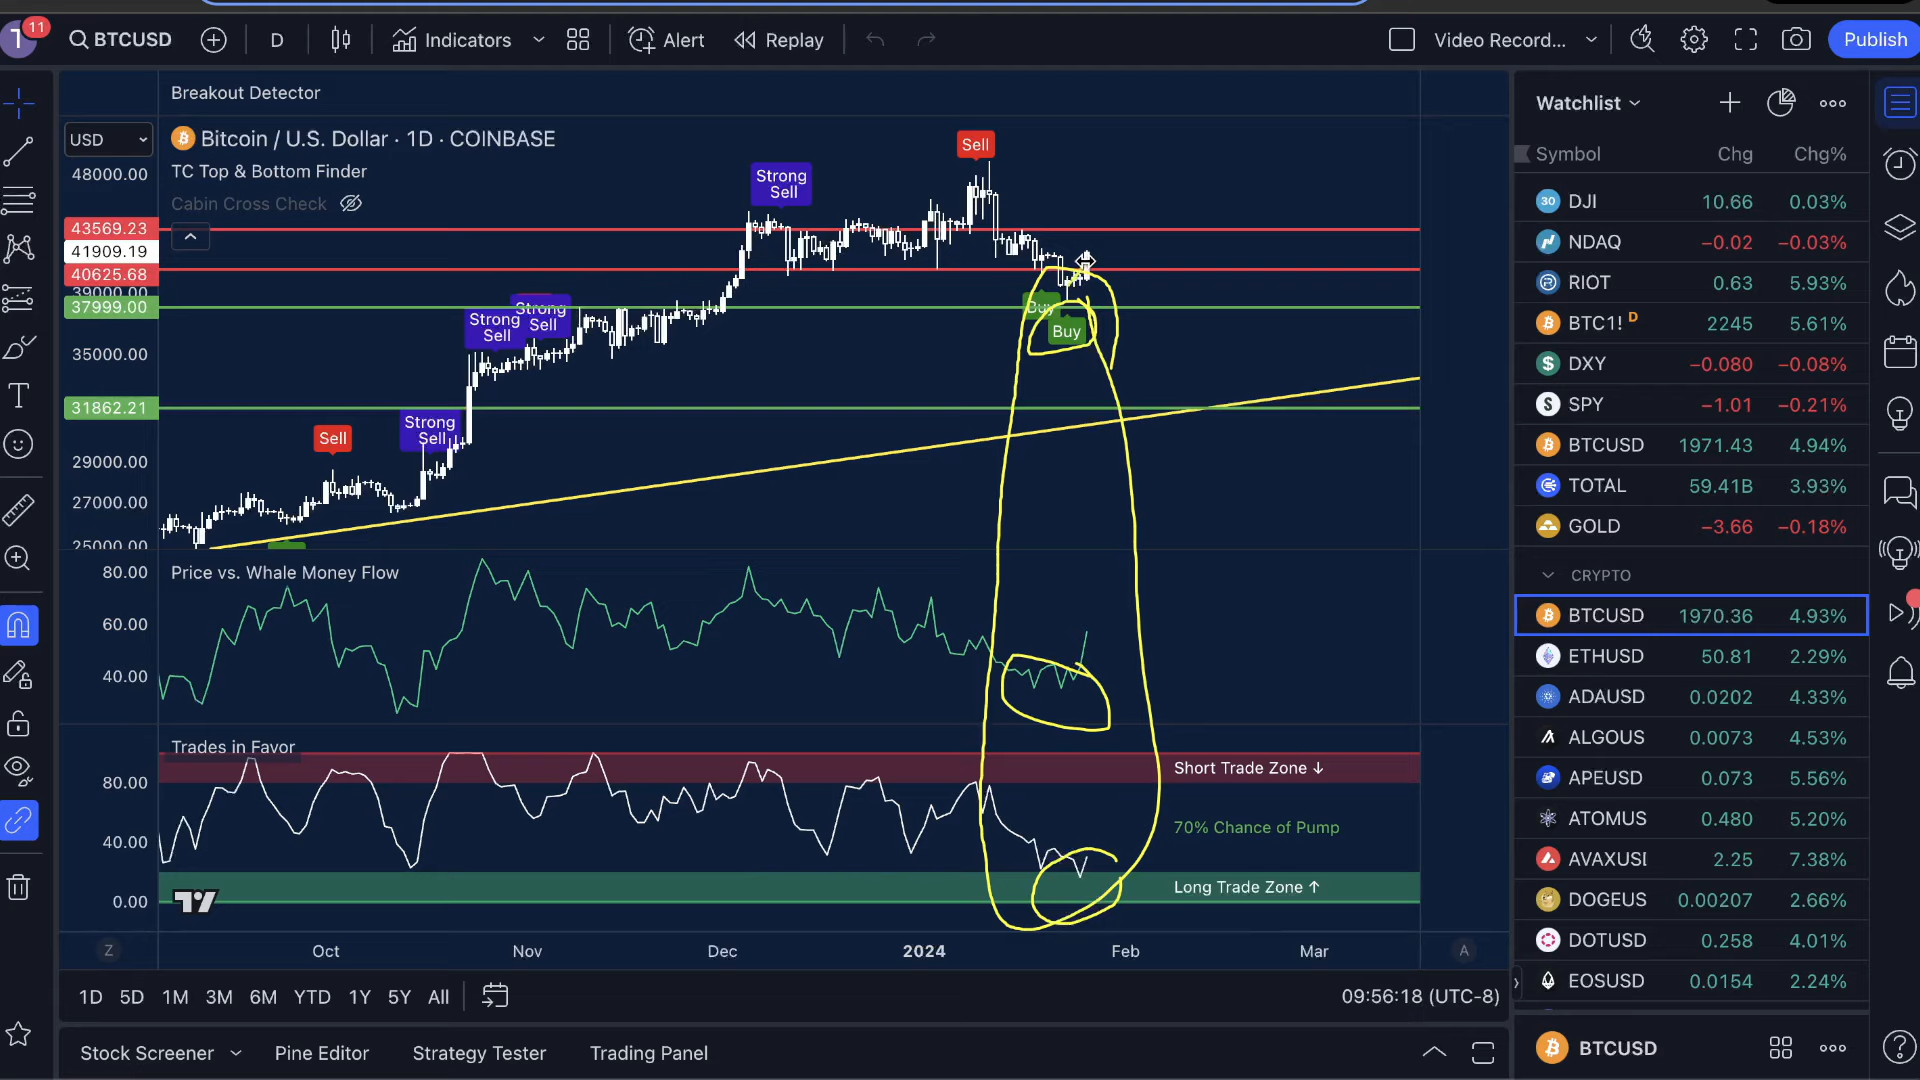 11
1
BTCUSD
D
Indicators
Alert
Replay
Video Record...
Publish
Breakout Detector
USD
Bitcoin / U.S. Dollar · 1D · COINBASE
TC Top & Bottom Finder
Cabin Cross Check
48000.00
43569.23
41909.19
40625.68
39000.00
37999.00
35000.00
31862.21
29000.00
27000.00
25000.00
Sell
Strong
Sell
Strong
Sell
Strong
Sell
Strong
Sell
Sell
Buy
Buy
Price vs. Whale Money Flow
80.00
60.00
40.00
Trades in Favor
80.00
40.00
0.00
Short Trade Zone ↓
70% Chance of Pump
Long Trade Zone ↑
Z
Oct
Nov
Dec
2024
Feb
Mar
A
1D 5D 1M 3M 6M YTD 1Y 5Y All
09:56:18 (UTC-8)
Stock Screener
Pine Editor
Strategy Tester
Trading Panel
Watchlist
Symbol Chg Chg%
30 DJI 10.66 0.03%
NDAQ −0.02 −0.03%
RIOT 0.63 5.93%
BTC1! D 2245 5.61%
DXY −0.080 −0.08%
SPY −1.01 −0.21%
BTCUSD 1971.43 4.94%
TOTAL 59.41B 3.93%
GOLD −3.66 −0.18%
CRYPTO
BTCUSD 1970.36 4.93%
ETHUSD 50.81 2.29%
ADAUSD 0.0202 4.33%
ALGOUS 0.0073 4.53%
APEUSD 0.073 5.56%
ATOMUS 0.480 5.20%
AVAXUSI 2.25 7.38%
DOGEUS 0.00207 2.66%
DOTUSD 0.258 4.01%
EOSUSD 0.0154 2.24%
BTCUSD